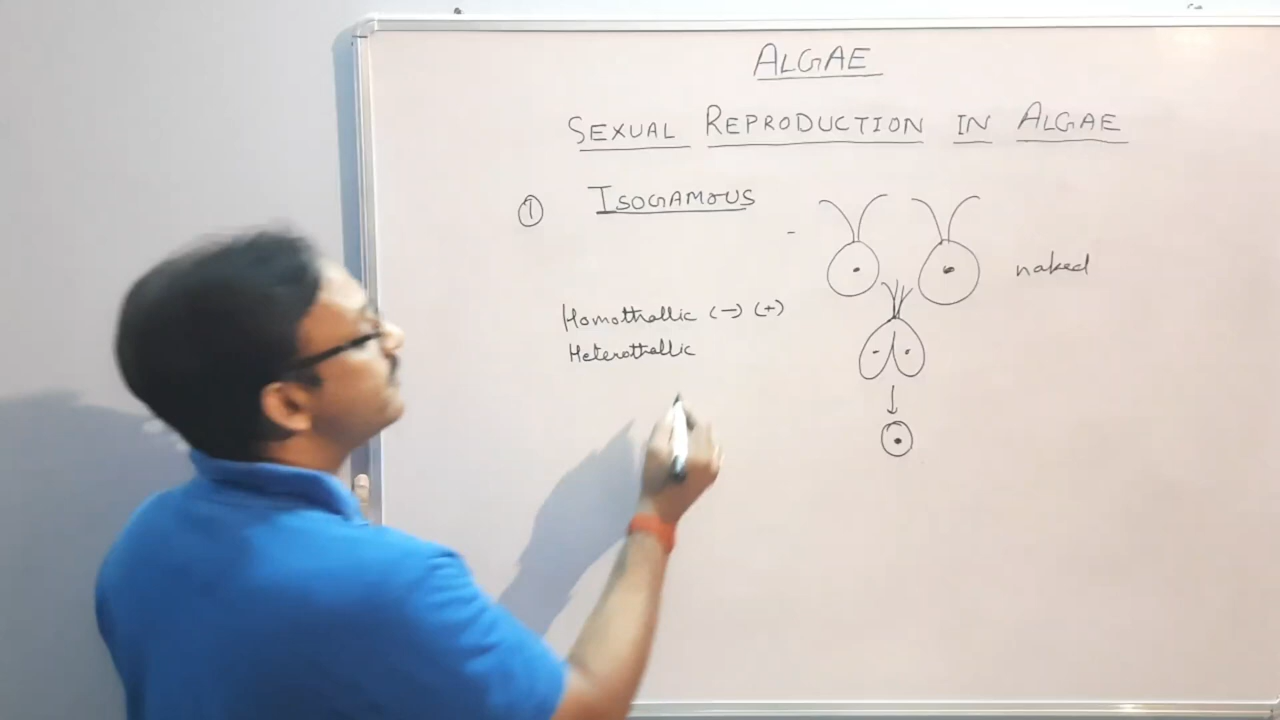 ALGAE
SEXUAL REPRODUCTION IN ALGAE
① ISOGAMOUS
naked
Homothallic (-) (+)
Heterothallic